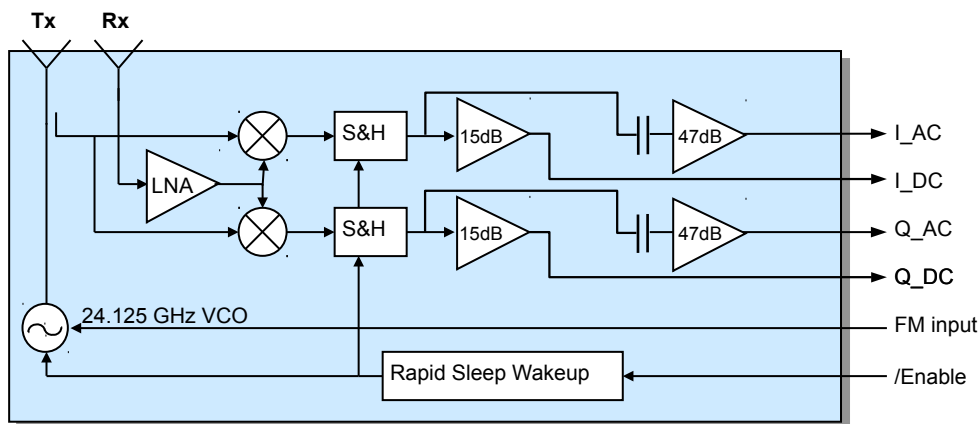 Tx Rx
S&H 15dB 47dB I_AC
LNA I_DC
S&H 15dB 47dB Q_AC
Q_DC
24.125 GHz VCO FM input
Rapid Sleep Wakeup /Enable